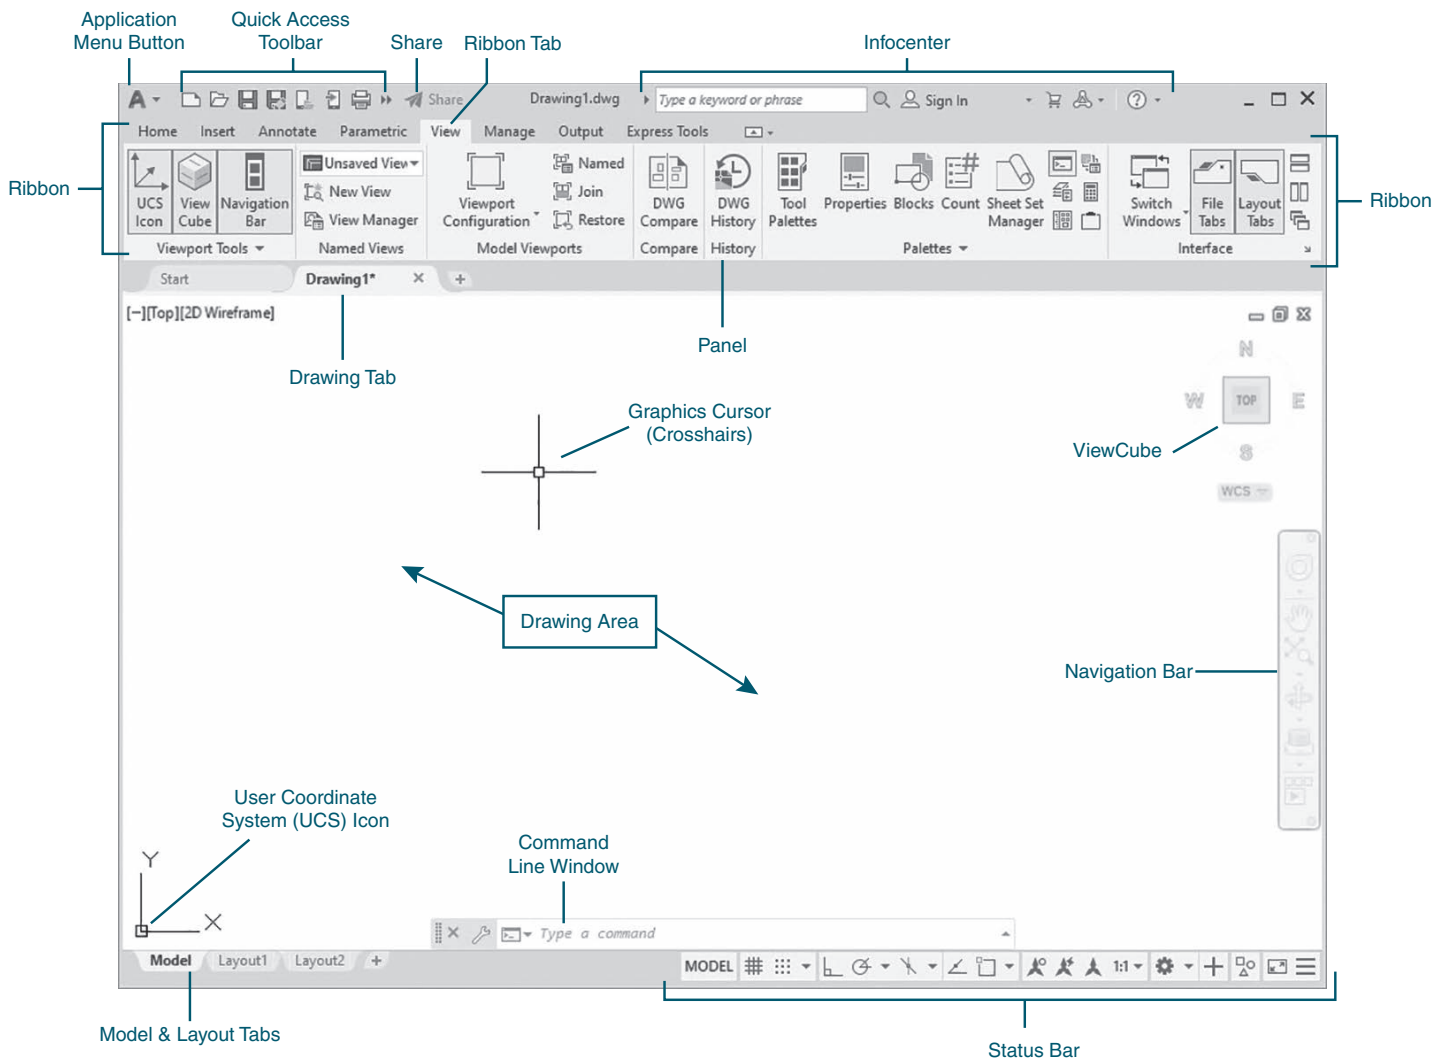 Application
Menu Button
Quick Access
Toolbar
Share
Ribbon Tab
Infocenter
A
Share
Drawing1.dwg
Type a keyword or phrase
Sign In
Home
Insert
Annotate
Parametric
View
Manage
Output
Express Tools
Ribbon
Ribbon
UCS
Icon
View
Cube
Navigation
Bar
Unsaved View
New View
View Manager
Viewport
Configuration
Named
Join
Restore
DWG
Compare
DWG
History
Tool
Palettes
Properties
Blocks
Count
Sheet Set
Manager
Switch
Windows
File
Tabs
Layout
Tabs
Viewport Tools
Named Views
Model Viewports
Compare
History
Palettes
Interface
Start
Drawing1*
+
[−][Top][2D Wireframe]
Panel
Drawing Tab
N
W
TOP
E
S
WCS
Graphics Cursor
(Crosshairs)
ViewCube
Drawing Area
Navigation Bar
User Coordinate
System (UCS) Icon
Command
Line Window
Y
X
Type a command
Model
Layout1
Layout2
+
MODEL
1:1
Model & Layout Tabs
Status Bar